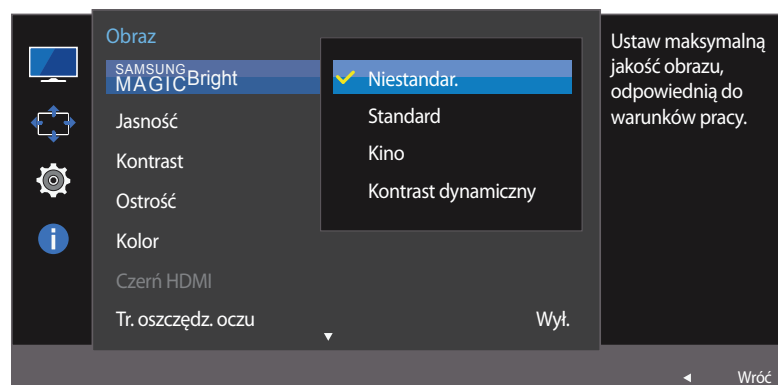 Obraz
SAMSUNG
MAGICBright
Jasność
Kontrast
Ostrość
Kolor
Czerń HDMI
Tr. oszczędz. oczu Wył.
Niestandar.
Standard
Kino
Kontrast dynamiczny
Ustaw maksymalną
jakość obrazu,
odpowiednią do
warunków pracy.
Wróć